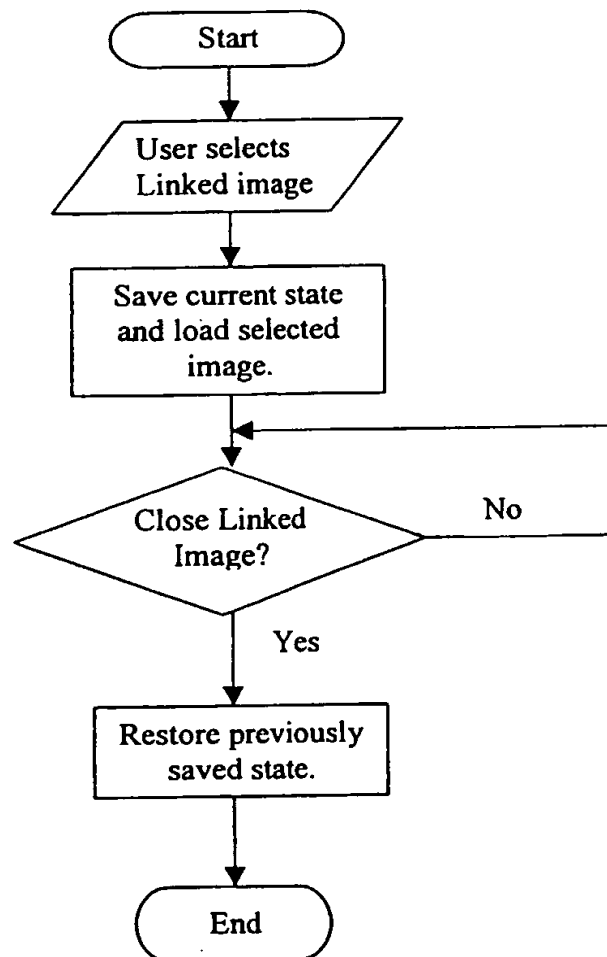 Start
User selects
Linked image
Save current state
and load selected
image.
Close Linked
Image?
No
Yes
Restore previously
saved state.
End